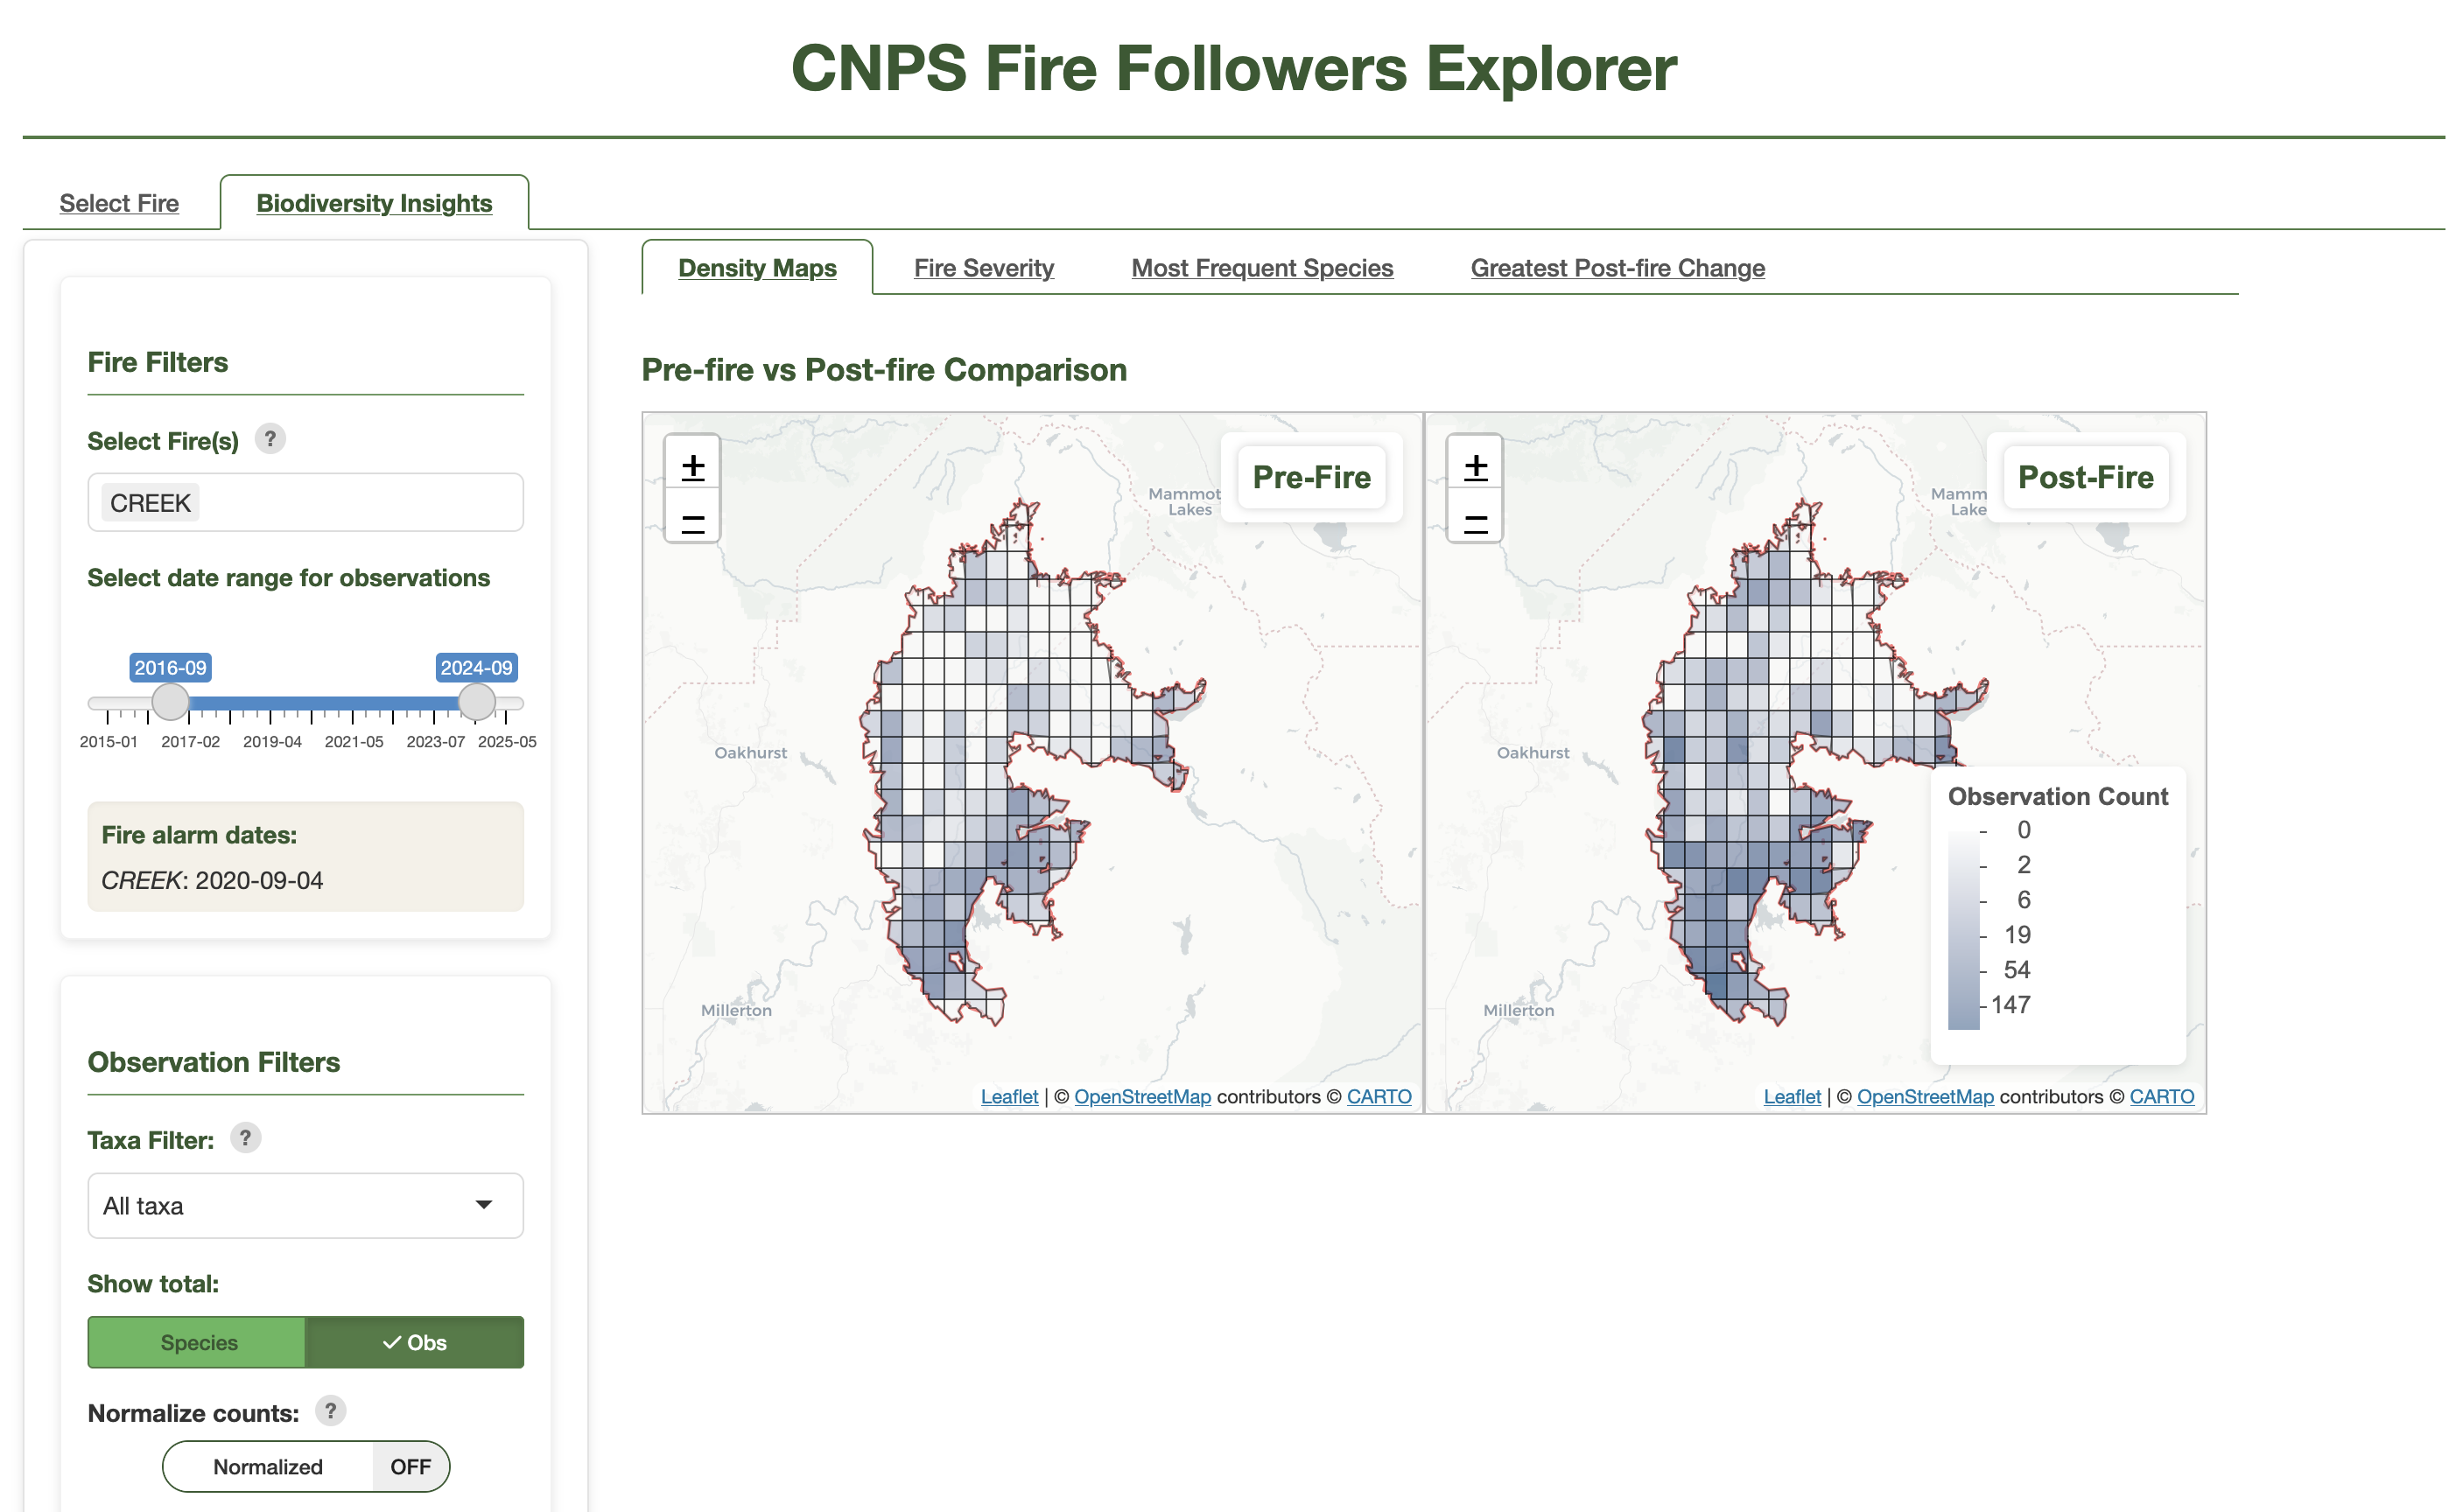 CNPS Fire Followers Explorer
Select Fire
Biodiversity Insights
Fire Filters
Select Fire(s) ?
CREEK
Select date range for observations
2016-09 2024-09
2015-01 2017-02 2019-04 2021-05 2023-07 2025-05
Fire alarm dates:
CREEK: 2020-09-04
Observation Filters
Taxa Filter: ?
All taxa
Show total:
Species Obs
Normalize counts: ?
Normalized OFF
Density Maps Fire Severity Most Frequent Species Greatest Post-fire Change
Pre-fire vs Post-fire Comparison
+
−
Pre-Fire
Mammot
Lakes
Oakhurst
Millerton
Leaflet | © OpenStreetMap contributors © CARTO
+
−
Post-Fire
Mamm
Lake
Oakhurst
Millerton
Observation Count
0
2
6
19
54
147
Leaflet | © OpenStreetMap contributors © CARTO